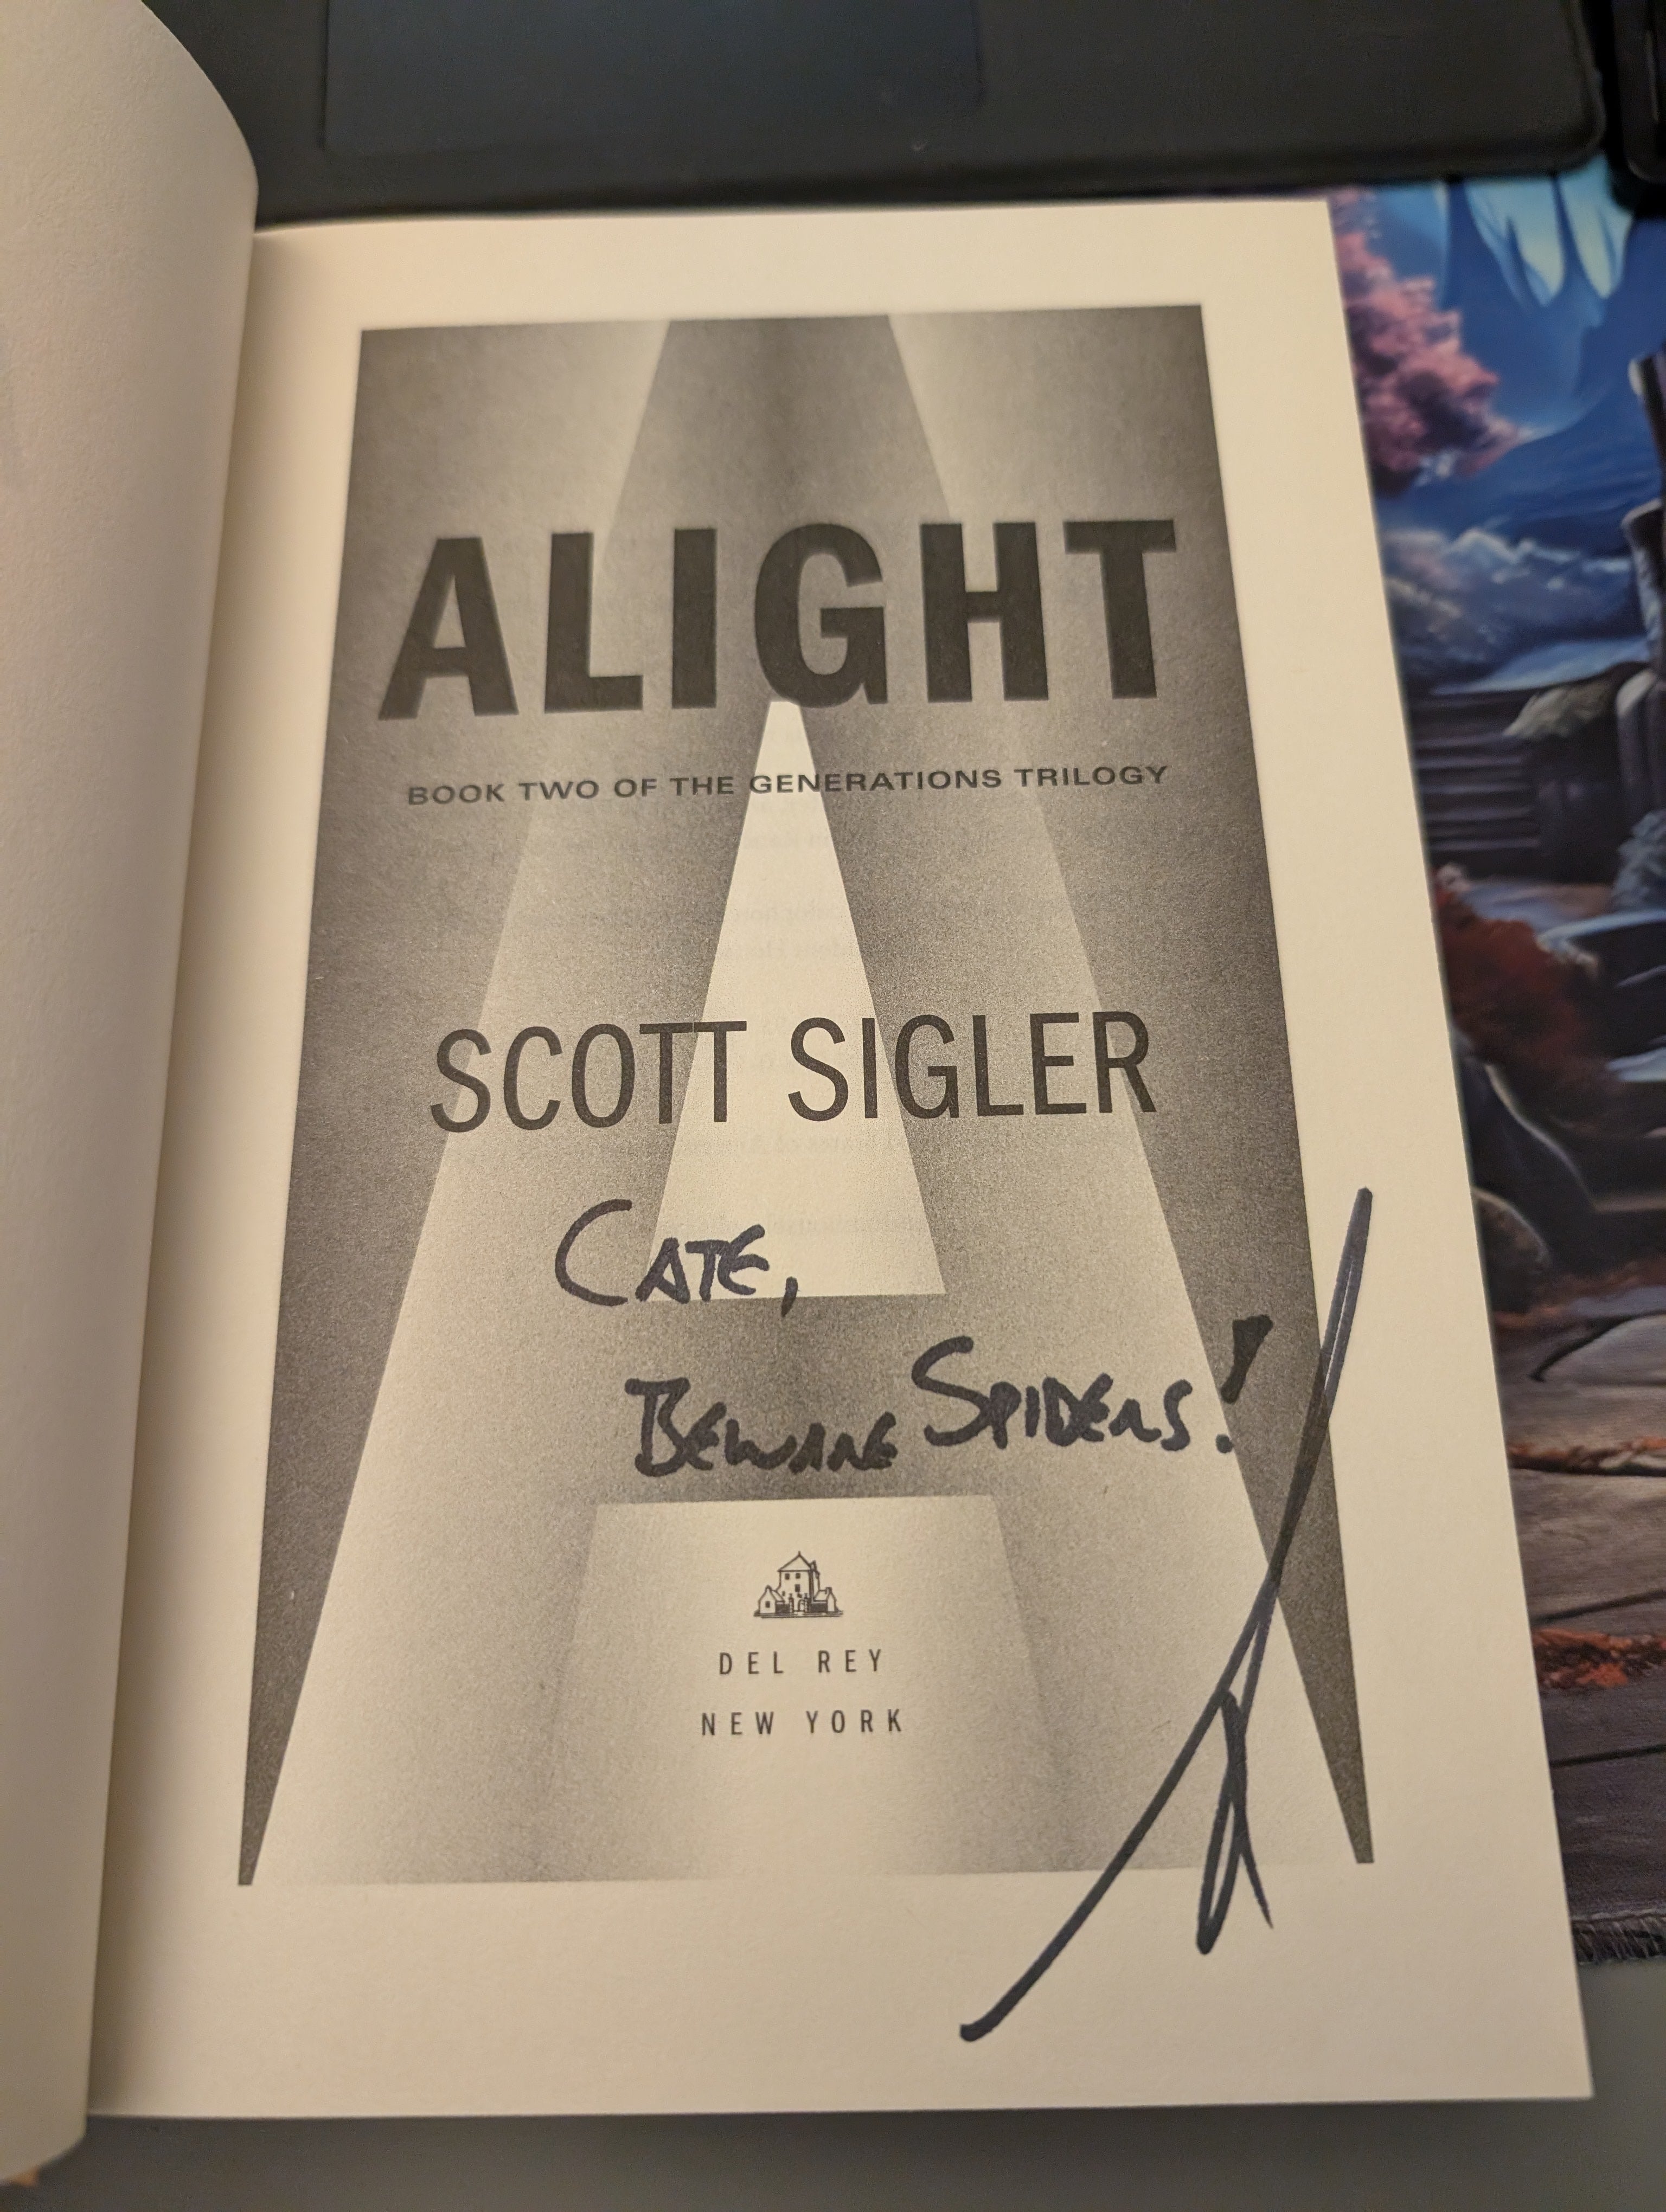 ALIGHT
BOOK TWO OF THE GENERATIONS TRILOGY
SCOTT SIGLER
CATE,
BEWARE SPIDERS!
DEL REY
NEW YORK